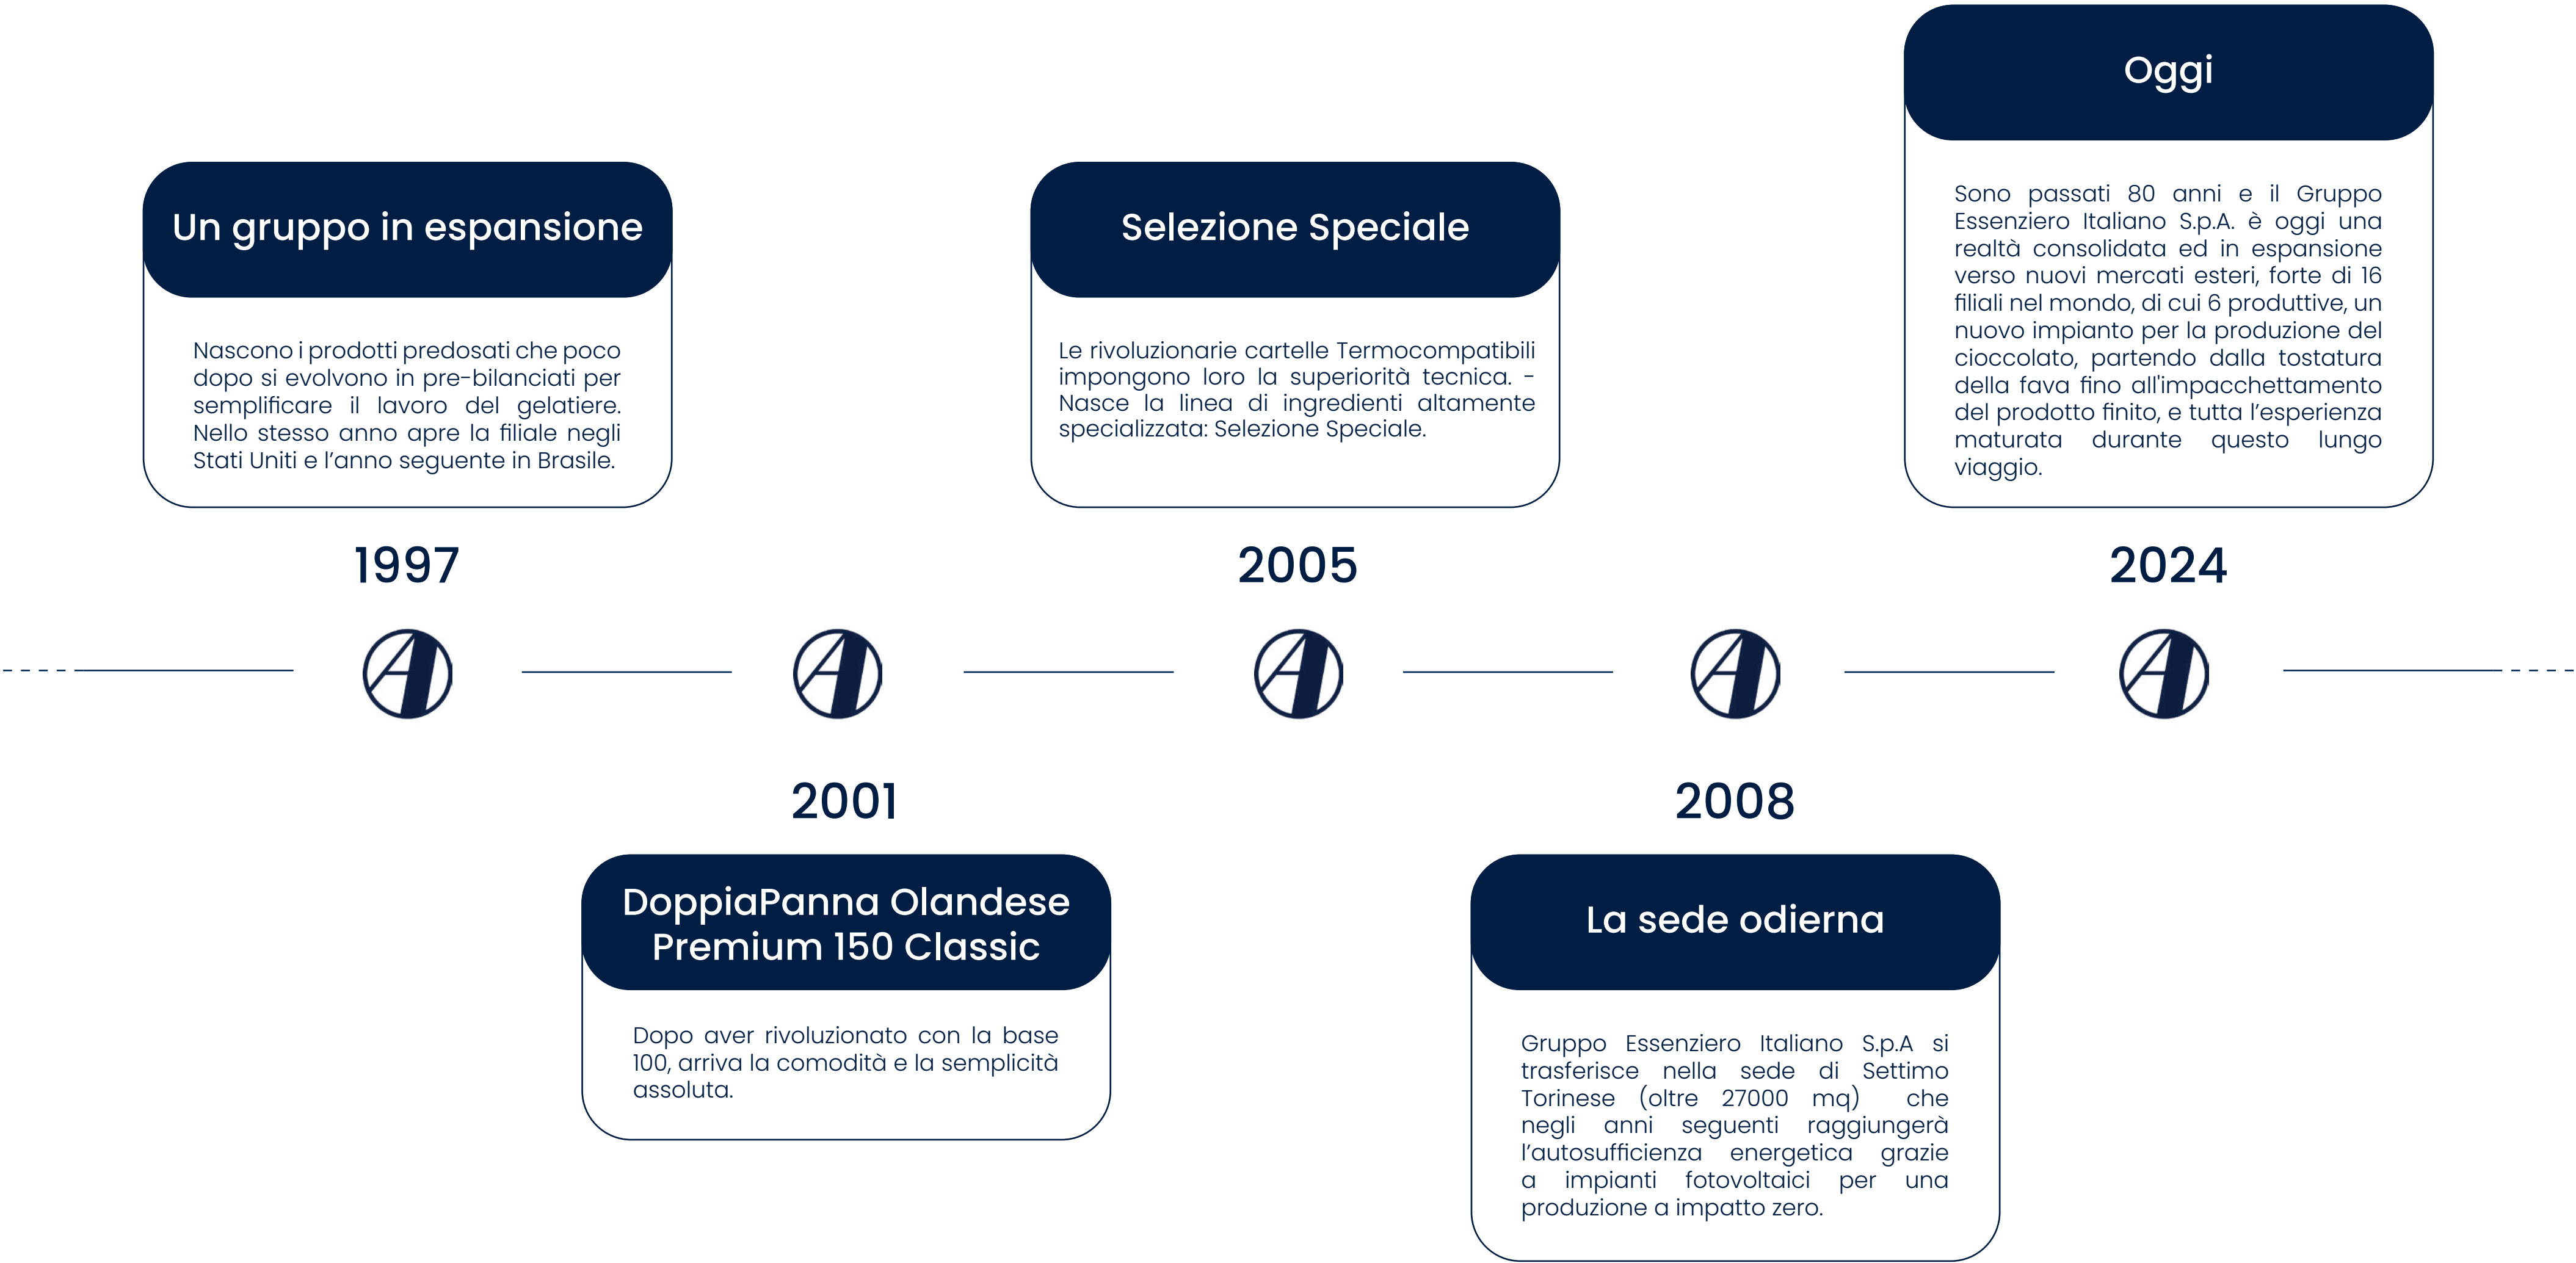 Un gruppo in espansione
Nascono i prodotti predosati che poco
dopo si evolvono in pre-bilanciati per
semplificare il lavoro del gelatiere.
Nello stesso anno apre la filiale negli
Stati Uniti e l’anno seguente in Brasile.
1997
2001
DoppiaPanna Olandese
Premium 150 Classic
Dopo aver rivoluzionato con la base
100, arriva la comodità e la semplicità
assoluta.
Selezione Speciale
Le rivoluzionarie cartelle Termocompatibili
impongono loro la superiorità tecnica. -
Nasce la linea di ingredienti altamente
specializzata: Selezione Speciale.
2005
2008
La sede odierna
Gruppo Essenziero Italiano S.p.A si
trasferisce nella sede di Settimo
Torinese (oltre 27000 mq) che
negli anni seguenti raggiungerà
l’autosufficienza energetica grazie
a impianti fotovoltaici per una
produzione a impatto zero.
Oggi
Sono passati 80 anni e il Gruppo
Essenziero Italiano S.p.A. è oggi una
realtà consolidata ed in espansione
verso nuovi mercati esteri, forte di 16
filiali nel mondo, di cui 6 produttive, un
nuovo impianto per la produzione del
cioccolato, partendo dalla tostatura
della fava fino all'impacchettamento
del prodotto finito, e tutta l’esperienza
maturata durante questo lungo
viaggio.
2024